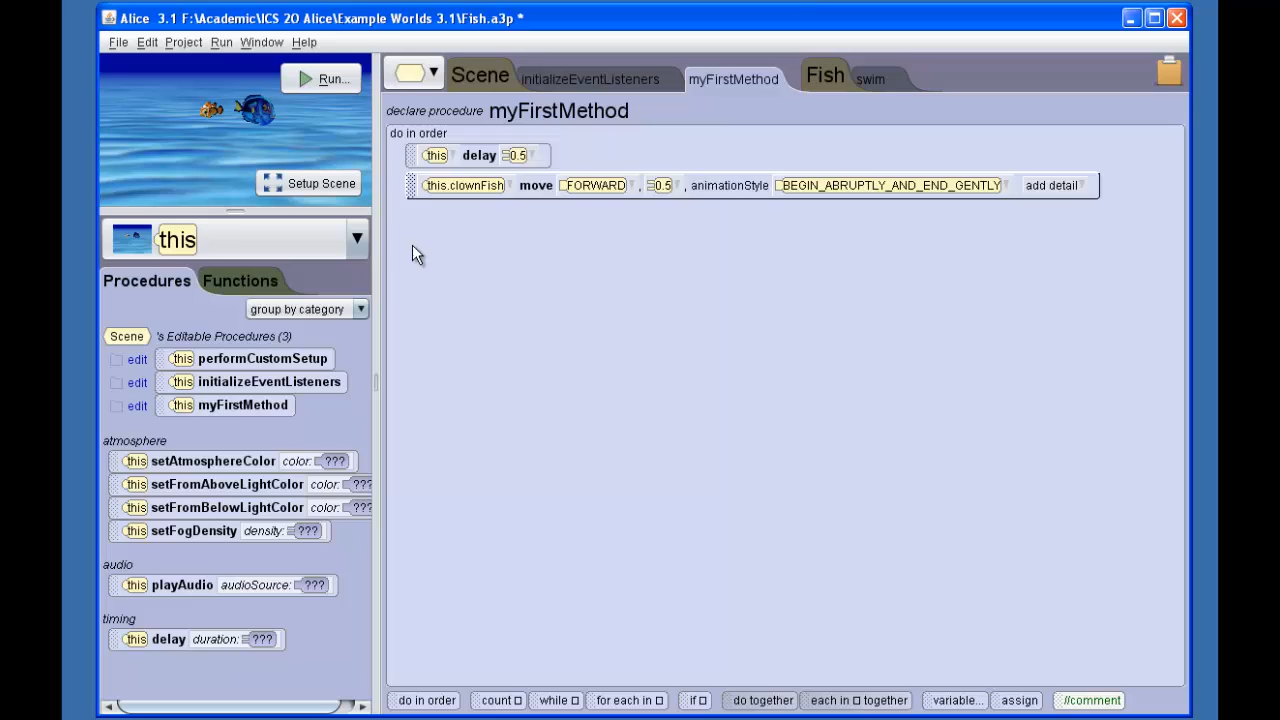 Alice 3.1 F:\Academic\ICS 20 Alice\Example Worlds 3.1\Fish.a3p *
File Edit Project Run Window Help
Run...
Setup Scene
this
Procedures Functions
group by category
Scene 's Editable Procedures (3)
edit this performCustomSetup
edit this initializeEventListeners
edit this myFirstMethod
atmosphere
this setAtmosphereColor color: ???
this setFromAboveLightColor color: ???
this setFromBelowLightColor color: ???
this setFogDensity density: ???
audio
this playAudio audioSource: ???
timing
this delay duration: ???
Scene initializeEventListeners myFirstMethod Fish swim
declare procedure myFirstMethod
do in order
this delay 0.5
this.clownFish move FORWARD , 0.5 , animationStyle BEGIN_ABRUPTLY_AND_END_GENTLY add detail
do in order count while for each in if do together each in together variable... assign //comment